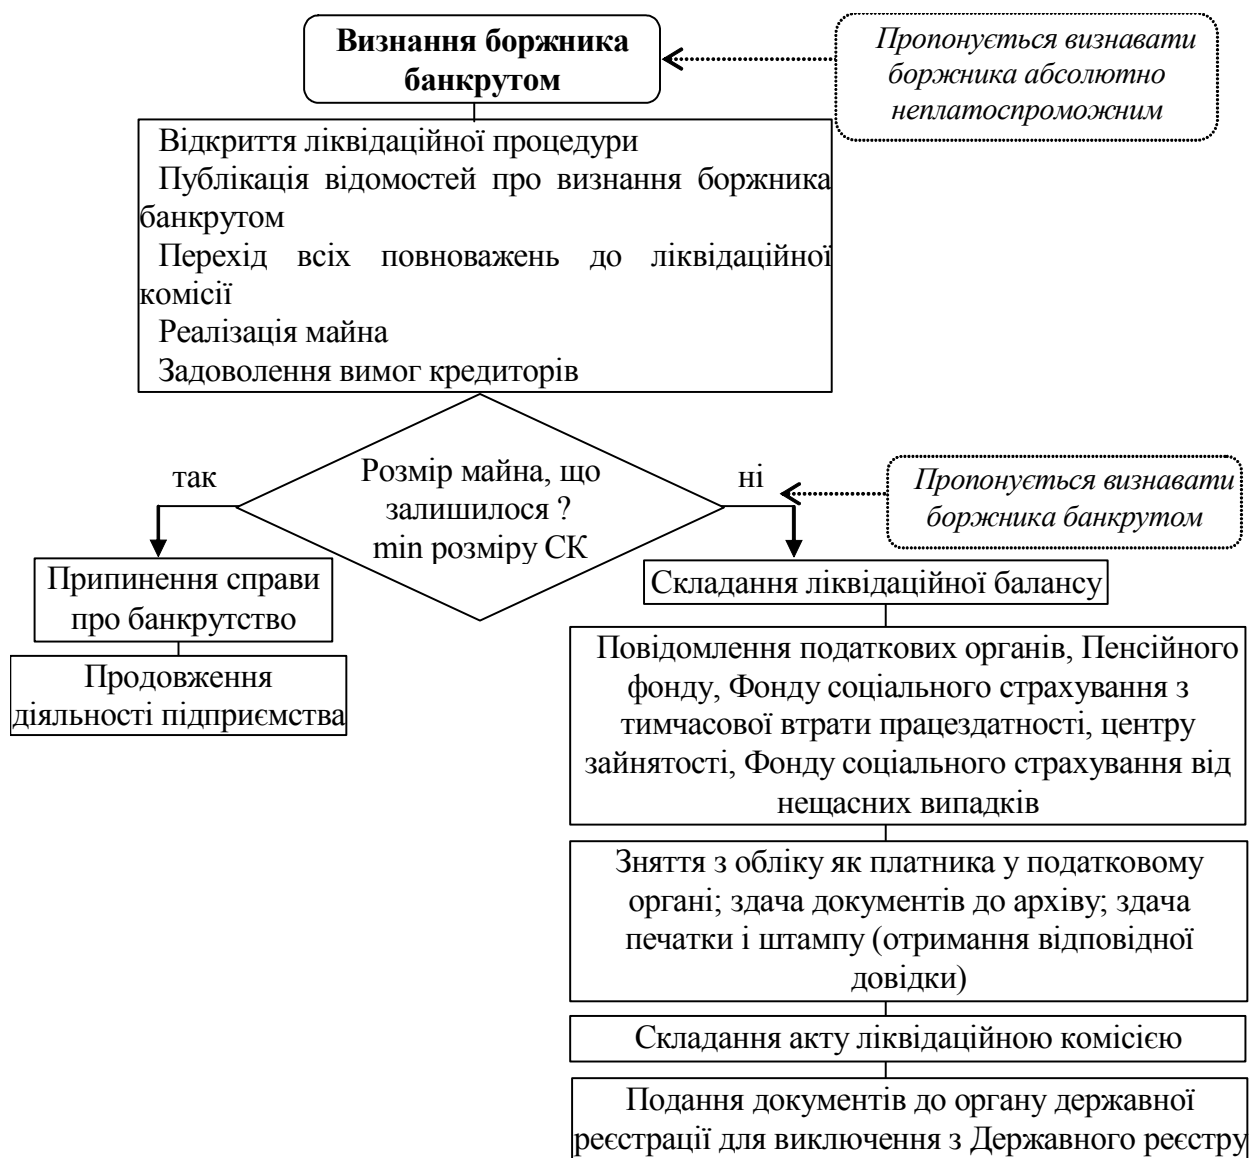 Визнання боржника
банкрутом
Пропонується визнавати
боржника абсолютно
неплатоспроможним
Відкриття ліквідаційної процедури
Публікація відомостей про визнання боржника
банкрутом
Перехід всіх повноважень до ліквідаційної
комісії
Реалізація майна
Задоволення вимог кредиторів
так
Розмір майна, що
залишилося ?
min розміру СК
ні
Пропонується визнавати
боржника банкрутом
Припинення справи
про банкрутство
Продовження
діяльності підприємства
Складання ліквідаційної балансу
Повідомлення податкових органів, Пенсійного
фонду, Фонду соціального страхування з
тимчасової втрати працездатності, центру
зайнятості, Фонду соціального страхування від
нещасних випадків
Зняття з обліку як платника у податковому
органі; здача документів до архіву; здача
печатки і штампу (отримання відповідної
довідки)
Складання акту ліквідаційною комісією
Подання документів до органу державної
реєстрації для виключення з Державного реєстру